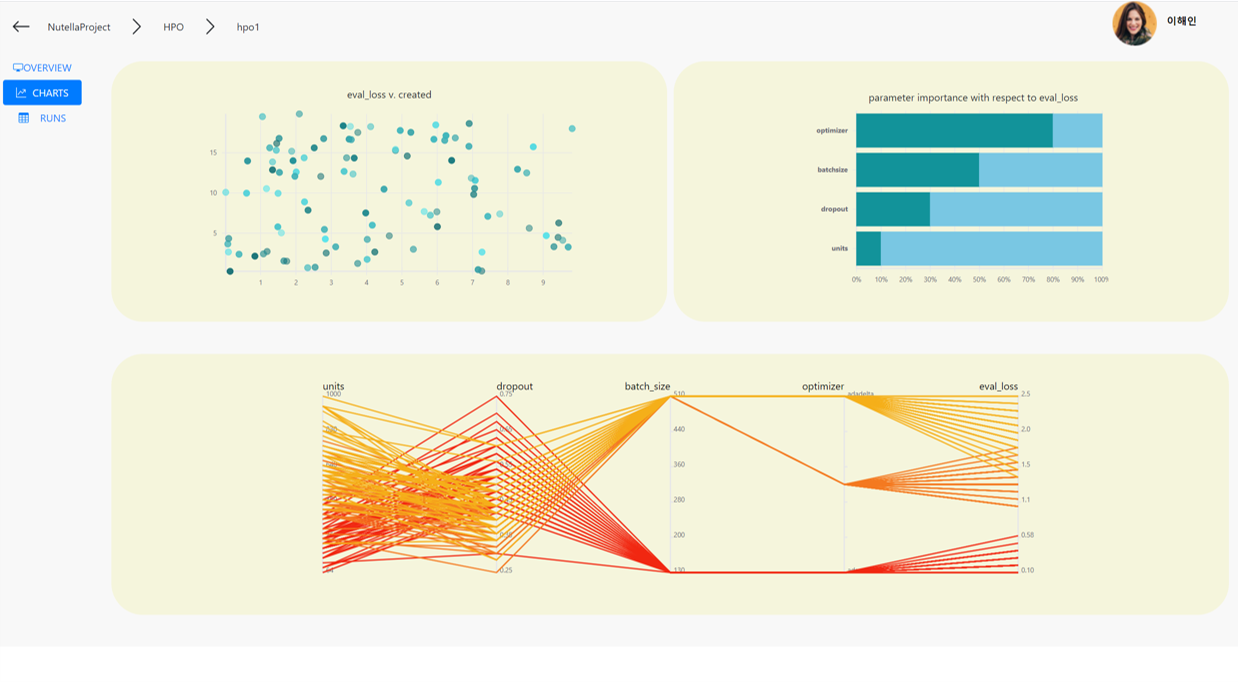 NutellaProject
HPO
hpo1
이해인
OVERVIEW
CHARTS
RUNS
eval_loss v. created
15
10
5
1 2 3 4 5 6 7 8 9
parameter importance with respect to eval_loss
optimizer
batchsize
dropout
units
0% 10% 20% 30% 40% 50% 60% 70% 80% 90% 100%
units dropout batch_size optimizer eval_loss
1000 0.75 510 adadelta 2.5
440 2.0
360 1.5
280 1.1
200 0.58
0.25 130 0.10